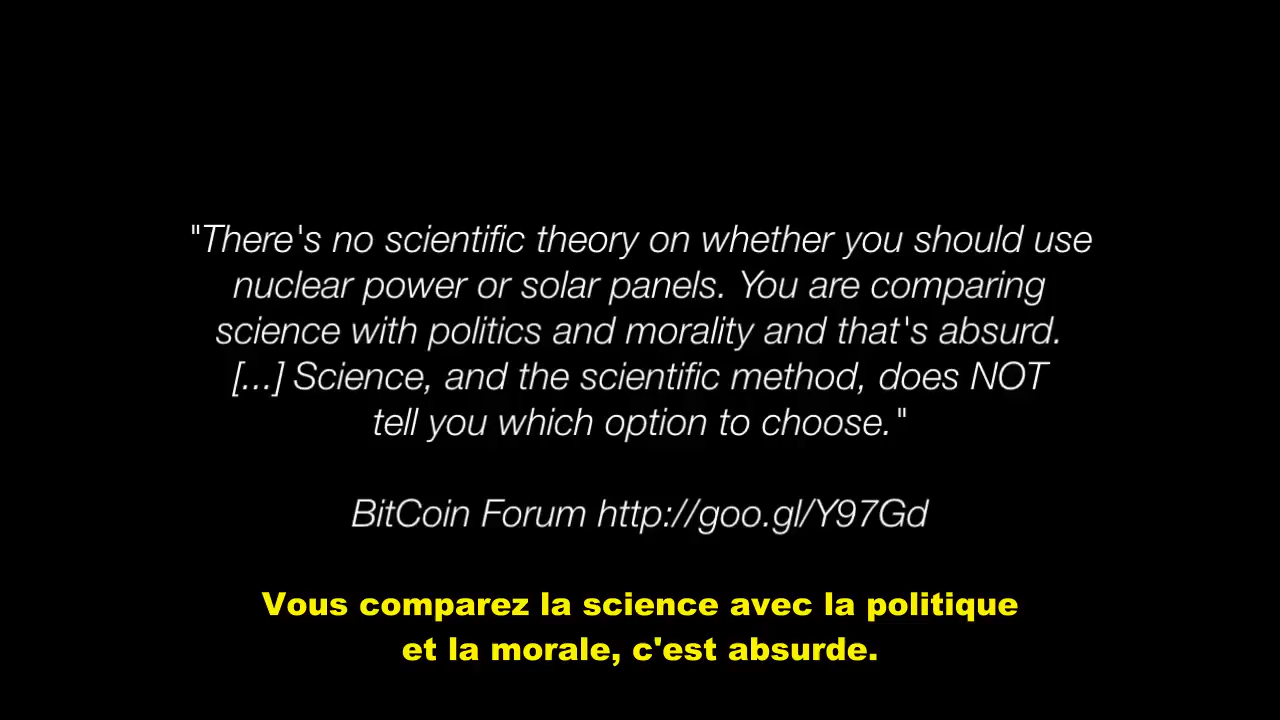 "There's no scientific theory on whether you should use
nuclear power or solar panels. You are comparing
science with politics and morality and that's absurd.
[...] Science, and the scientific method, does NOT
tell you which option to choose."
BitCoin Forum http://goo.gl/Y97Gd
Vous comparez la science avec la politique
et la morale, c'est absurde.